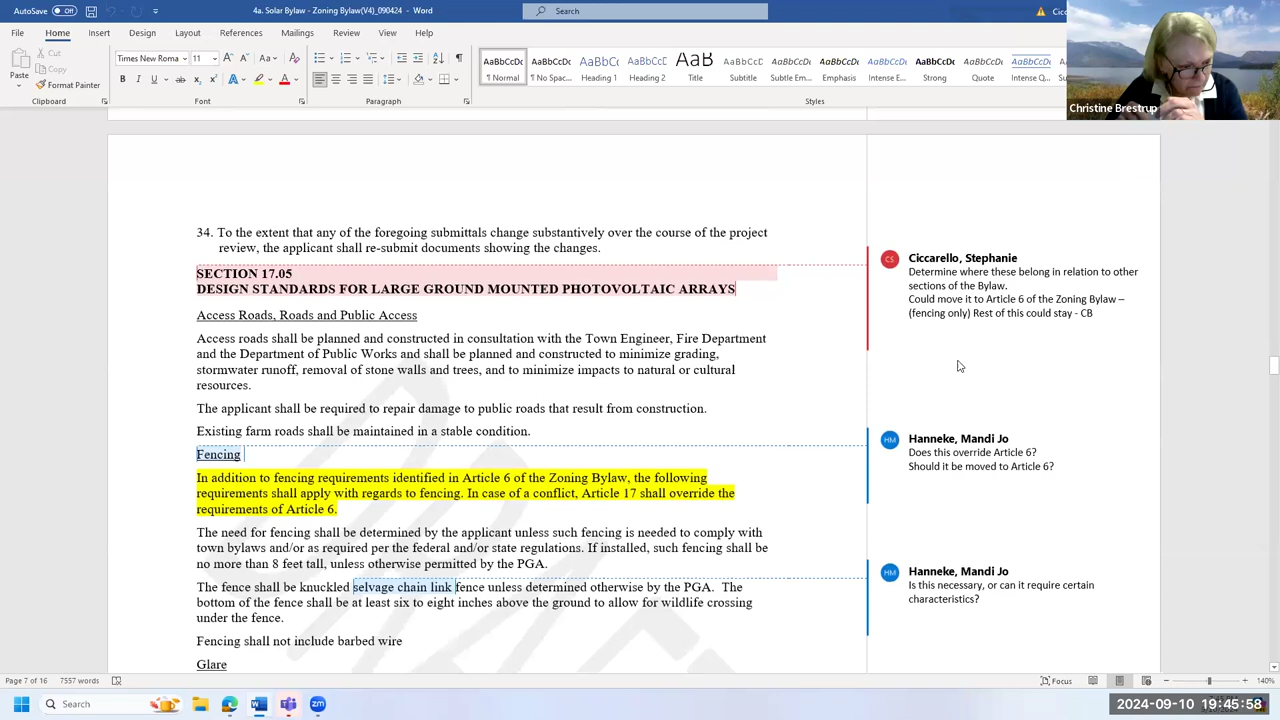 AutoSave Off 4a. Solar Bylaw - Zoning Bylaw(V4)_090424 - Word Search
File Home Insert Design Layout References Mailings Review View Help
Cut
Copy
Format Painter
Paste
Clipboard
Times New Roma 11
Font
Paragraph
AaBbCcDc AaBbCcDc AaBbC AaBbCcC AaB AaBbCcD AaBbCcDc AaBbCcDc AaBbCcDc AaBbCcDc AaBbCcDc AaBbCcDc
¶ Normal ¶ No Spac... Heading 1 Heading 2 Title Subtitle Subtle Em... Emphasis Intense E... Strong Quote Intense Q...
Styles
Christine Brestrup
34. To the extent that any of the foregoing submittals change substantively over the course of the project
review, the applicant shall re-submit documents showing the changes.
SECTION 17.05
DESIGN STANDARDS FOR LARGE GROUND MOUNTED PHOTOVOLTAIC ARRAYS
Access Roads, Roads and Public Access
Access roads shall be planned and constructed in consultation with the Town Engineer, Fire Department
and the Department of Public Works and shall be planned and constructed to minimize grading,
stormwater runoff, removal of stone walls and trees, and to minimize impacts to natural or cultural
resources.
The applicant shall be required to repair damage to public roads that result from construction.
Existing farm roads shall be maintained in a stable condition.
Fencing
In addition to fencing requirements identified in Article 6 of the Zoning Bylaw, the following
requirements shall apply with regards to fencing. In case of a conflict, Article 17 shall override the
requirements of Article 6.
The need for fencing shall be determined by the applicant unless such fencing is needed to comply with
town bylaws and/or as required per the federal and/or state regulations. If installed, such fencing shall be
no more than 8 feet tall, unless otherwise permitted by the PGA.
The fence shall be knuckled selvage chain link fence unless determined otherwise by the PGA. The
bottom of the fence shall be at least six to eight inches above the ground to allow for wildlife crossing
under the fence.
Fencing shall not include barbed wire
Glare
CS Ciccarello, Stephanie
Determine where these belong in relation to other
sections of the Bylaw.
Could move it to Article 6 of the Zoning Bylaw –
(fencing only) Rest of this could stay - CB
HM Hanneke, Mandi Jo
Does this override Article 6?
Should it be moved to Article 6?
HM Hanneke, Mandi Jo
Is this necessary, or can it require certain
characteristics?
Page 7 of 16 7557 words Focus 140%
Search
2024-09-10 19:45:58